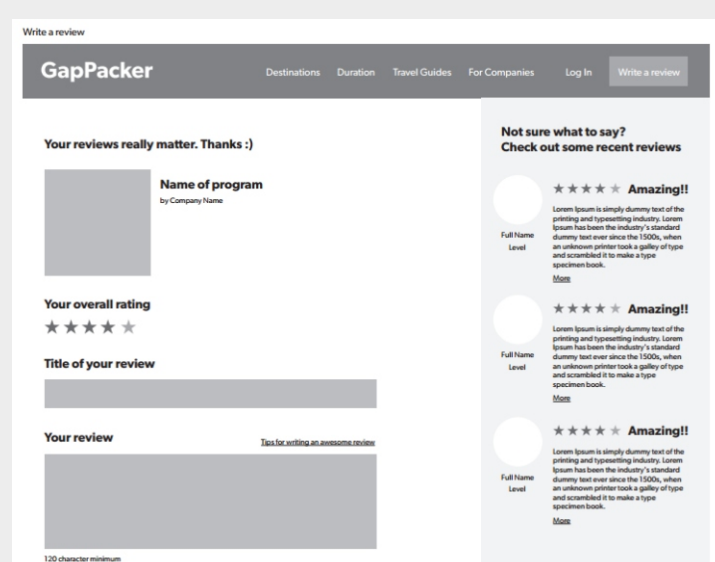 Write a review
GapPacker
Destinations Duration Travel Guides For Companies Log In Write a review
Your reviews really matter. Thanks :)
Name of program
by Company Name
Your overall rating
Title of your review
Your review
Tips for writing an awesome review
120 character minimum
Not sure what to say?
Check out some recent reviews
Full Name
Level
Amazing!!
Lorem Ipsum is simply dummy text of the
printing and typesetting industry. Lorem
Ipsum has been the industry's standard
dummy text ever since the 1500s, when
an unknown printer took a galley of type
and scrambled it to make a type
specimen book.
More
Full Name
Level
Amazing!!
Lorem Ipsum is simply dummy text of the
printing and typesetting industry. Lorem
Ipsum has been the industry's standard
dummy text ever since the 1500s, when
an unknown printer took a galley of type
and scrambled it to make a type
specimen book.
More
Full Name
Level
Amazing!!
Lorem Ipsum is simply dummy text of the
printing and typesetting industry. Lorem
Ipsum has been the industry's standard
dummy text ever since the 1500s, when
an unknown printer took a galley of type
and scrambled it to make a type
specimen book.
More